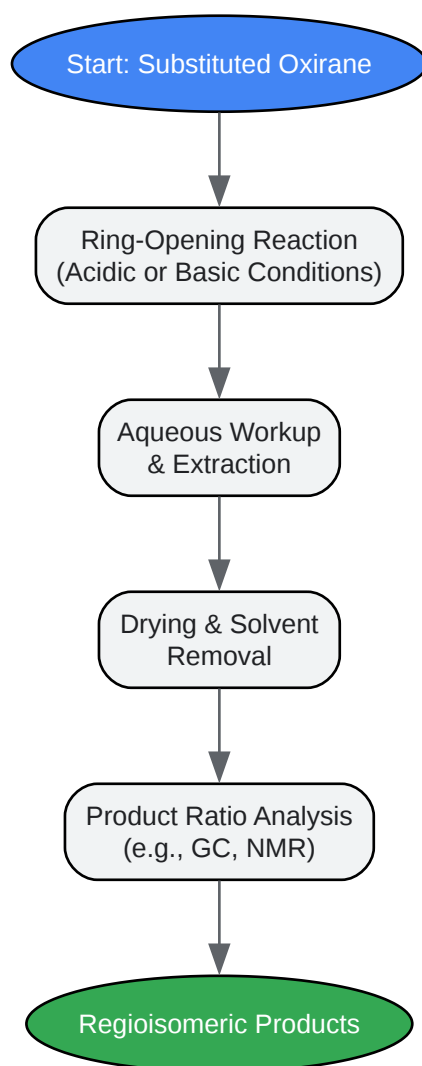 Start: Substituted Oxirane
Ring-Opening Reaction
(Acidic or Basic Conditions)
Aqueous Workup
& Extraction
Drying & Solvent
Removal
Product Ratio Analysis
(e.g., GC, NMR)
Regioisomeric Products